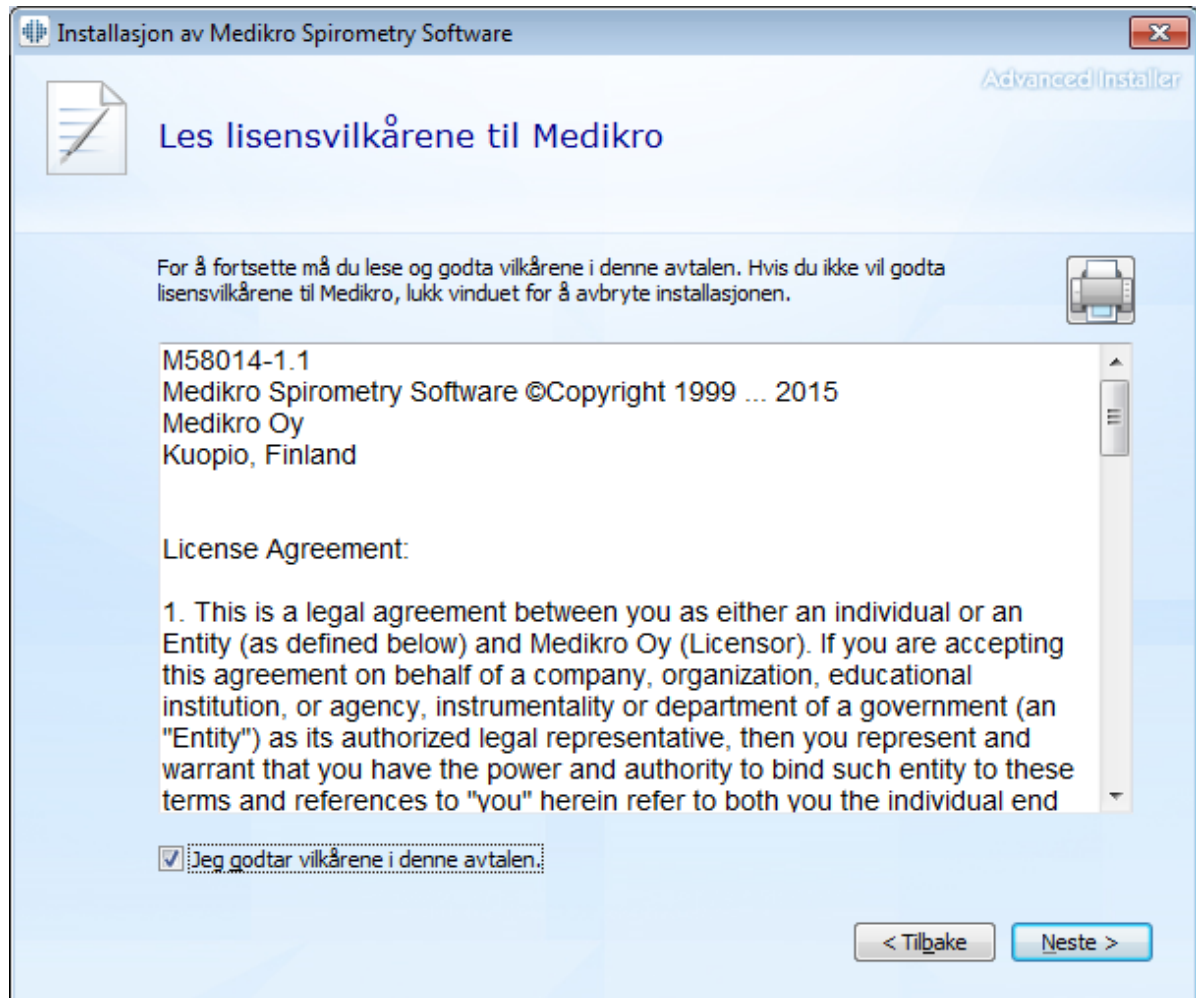 Installasjon av Medikro Spirometry Software
Advanced Installer
Les lisensvilkårene til Medikro
For å fortsette må du lese og godta vilkårene i denne avtalen. Hvis du ikke vil godta
lisensvilkårene til Medikro, lukk vinduet for å avbryte installasjonen.
M58014-1.1
Medikro Spirometry Software ©Copyright 1999 ... 2015
Medikro Oy
Kuopio, Finland
License Agreement:
1. This is a legal agreement between you as either an individual or an
Entity (as defined below) and Medikro Oy (Licensor). If you are accepting
this agreement on behalf of a company, organization, educational
institution, or agency, instrumentality or department of a government (an
"Entity") as its authorized legal representative, then you represent and
warrant that you have the power and authority to bind such entity to these
terms and references to "you" herein refer to both you the individual end
Jeg godtar vilkårene i denne avtalen.
< Tilbake
Neste >